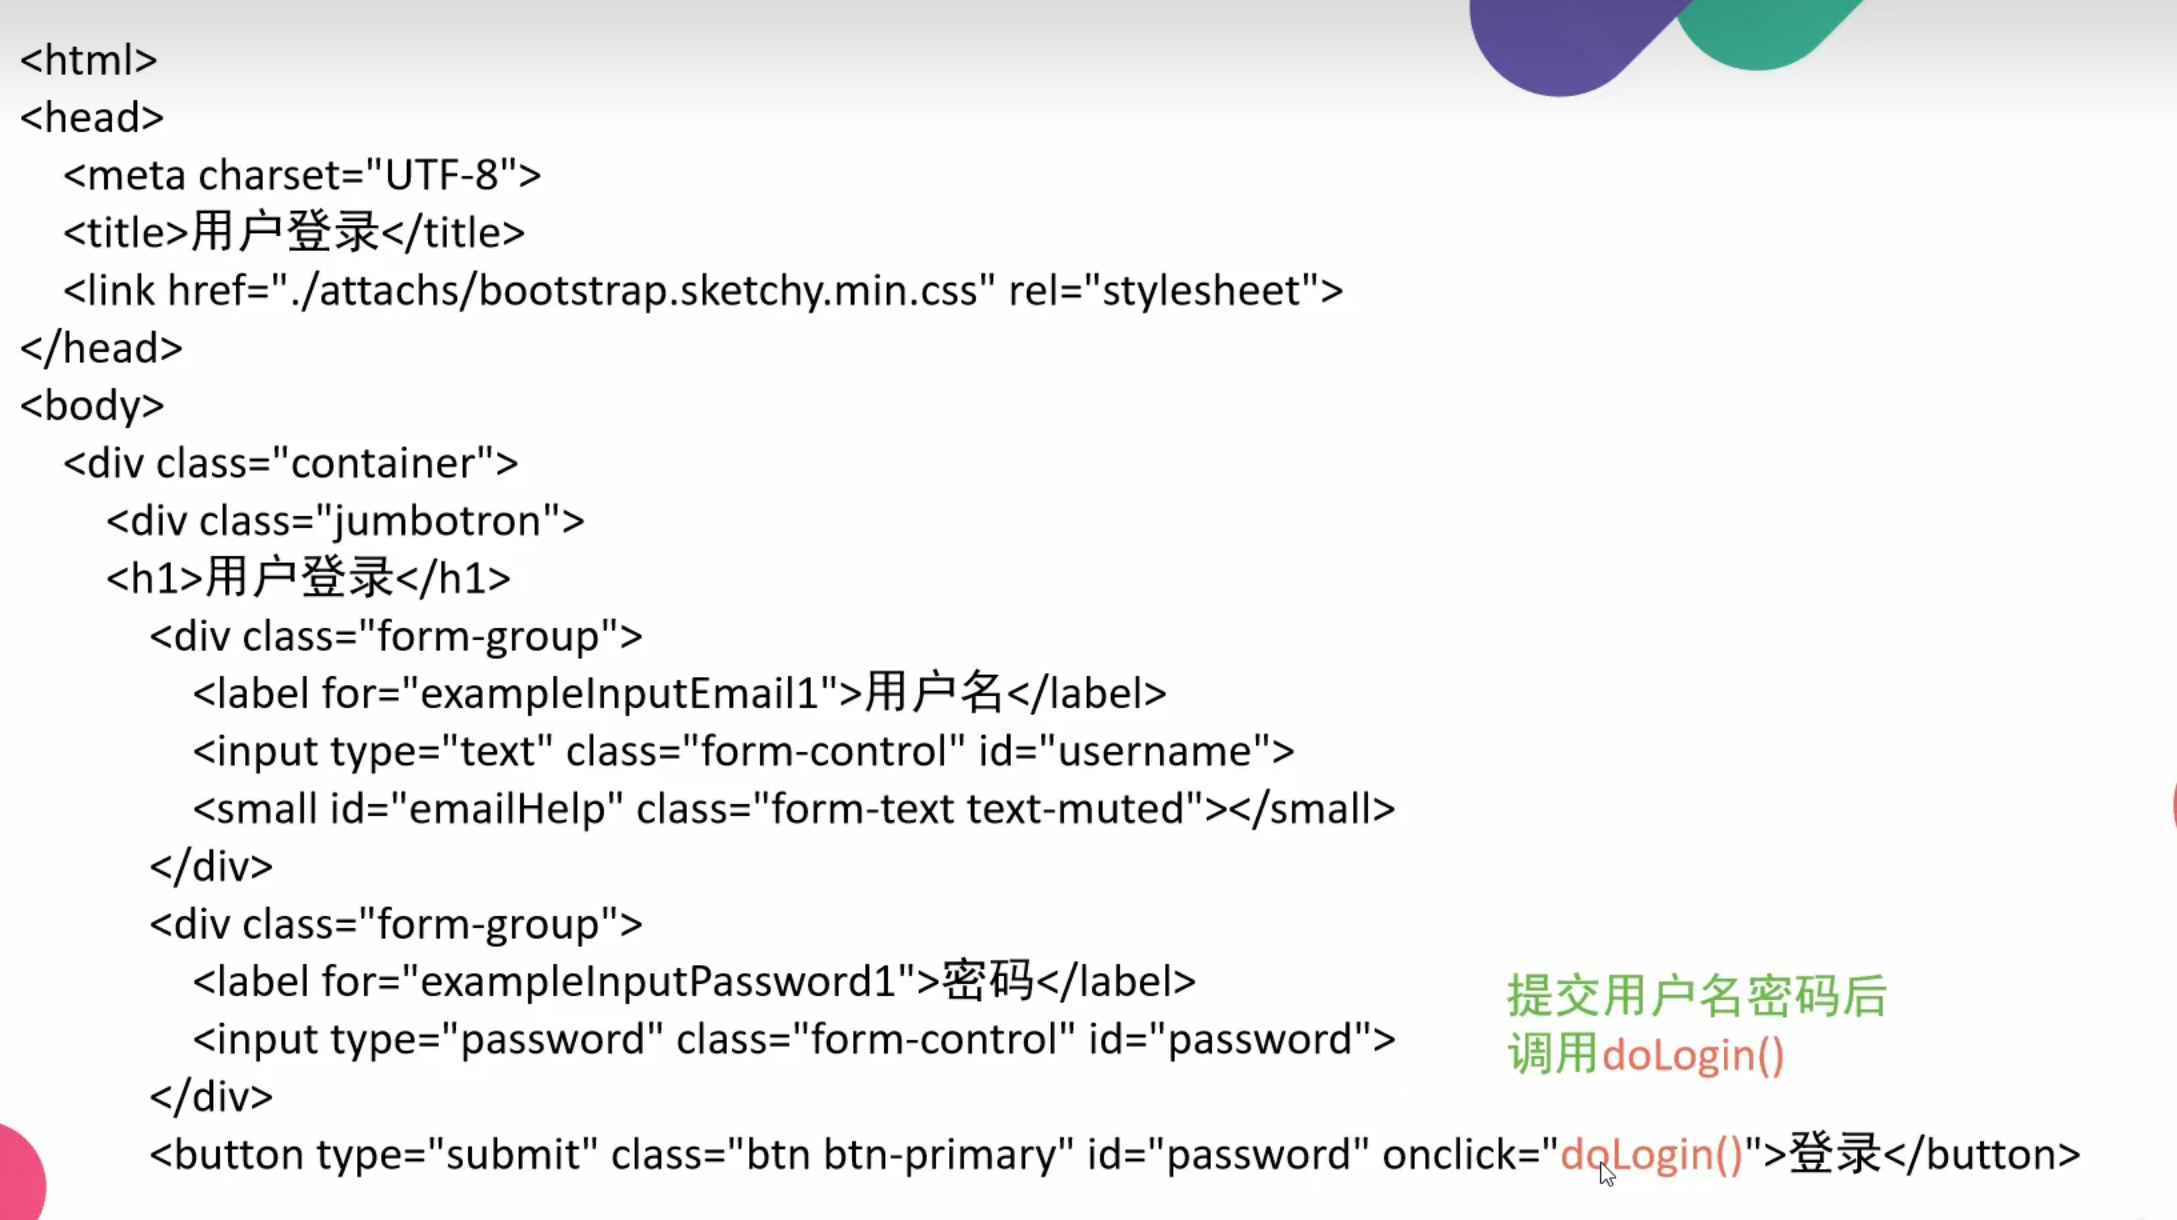 <html>
<head>
<meta charset="UTF-8">
<title>用户登录</title>
<link href="./attachs/bootstrap.sketchy.min.css" rel="stylesheet">
</head>
<body>
<div class="container">
<div class="jumbotron">
<h1>用户登录</h1>
<div class="form-group">
<label for="exampleInputEmail1">用户名</label>
<input type="text" class="form-control" id="username">
<small id="emailHelp" class="form-text text-muted"></small>
</div>
<div class="form-group">
<label for="exampleInputPassword1">密码</label>
<input type="password" class="form-control" id="password">
</div>
<button type="submit" class="btn btn-primary" id="password" onclick="doLogin()">登录</button>
提交用户名密码后
调用doLogin()